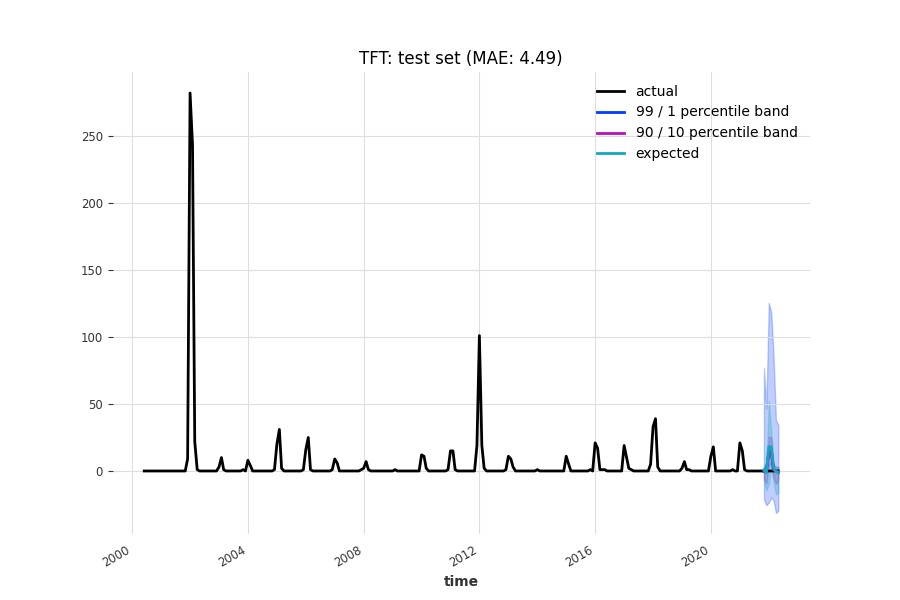 TFT: test set (MAE: 4.49)
actual
99 / 1 percentile band
90 / 10 percentile band
expected
250
200
150
100
50
0
2000
2004
2008
2012
2016
2020
time